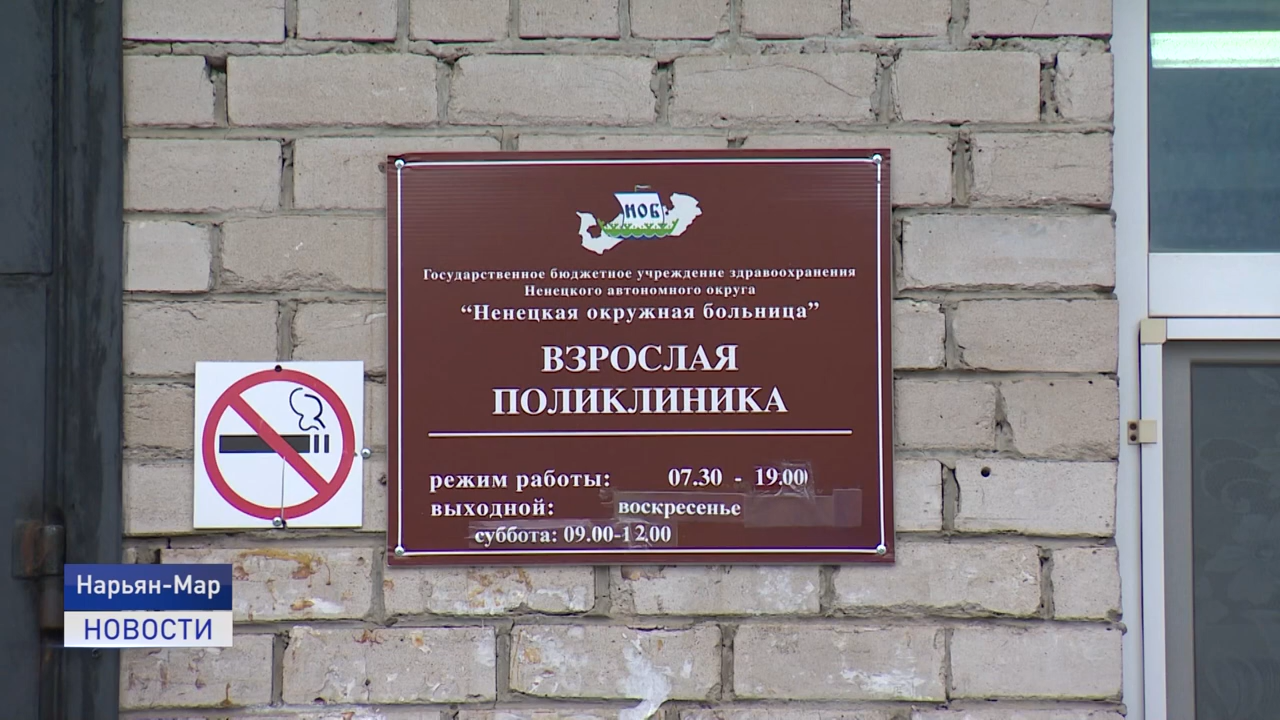 НОБ
Государственное бюджетное учреждение здравоохранения
Ненецкого автономного округа
“Ненецкая окружная больница”
ВЗРОСЛАЯ
ПОЛИКЛИНИКА
режим работы: 07.30 - 19.00
выходной: воскресенье
суббота: 09.00-12.00
Нарьян-Мар
НОВОСТИ